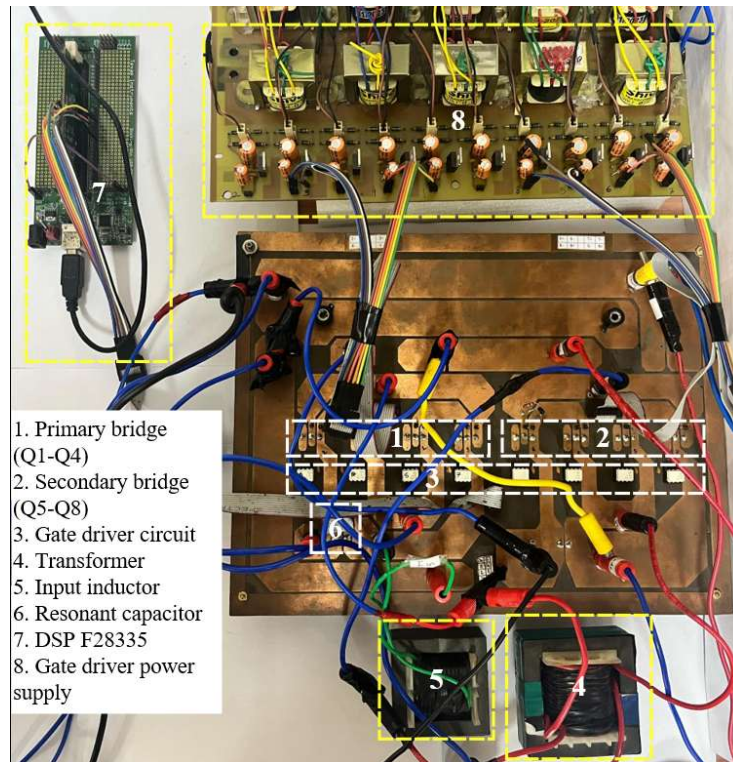 8
7
1
2
3
6
5
4
1. Primary bridge
(Q1-Q4)
2. Secondary bridge
(Q5-Q8)
3. Gate driver circuit
4. Transformer
5. Input inductor
6. Resonant capacitor
7. DSP F28335
8. Gate driver power
supply